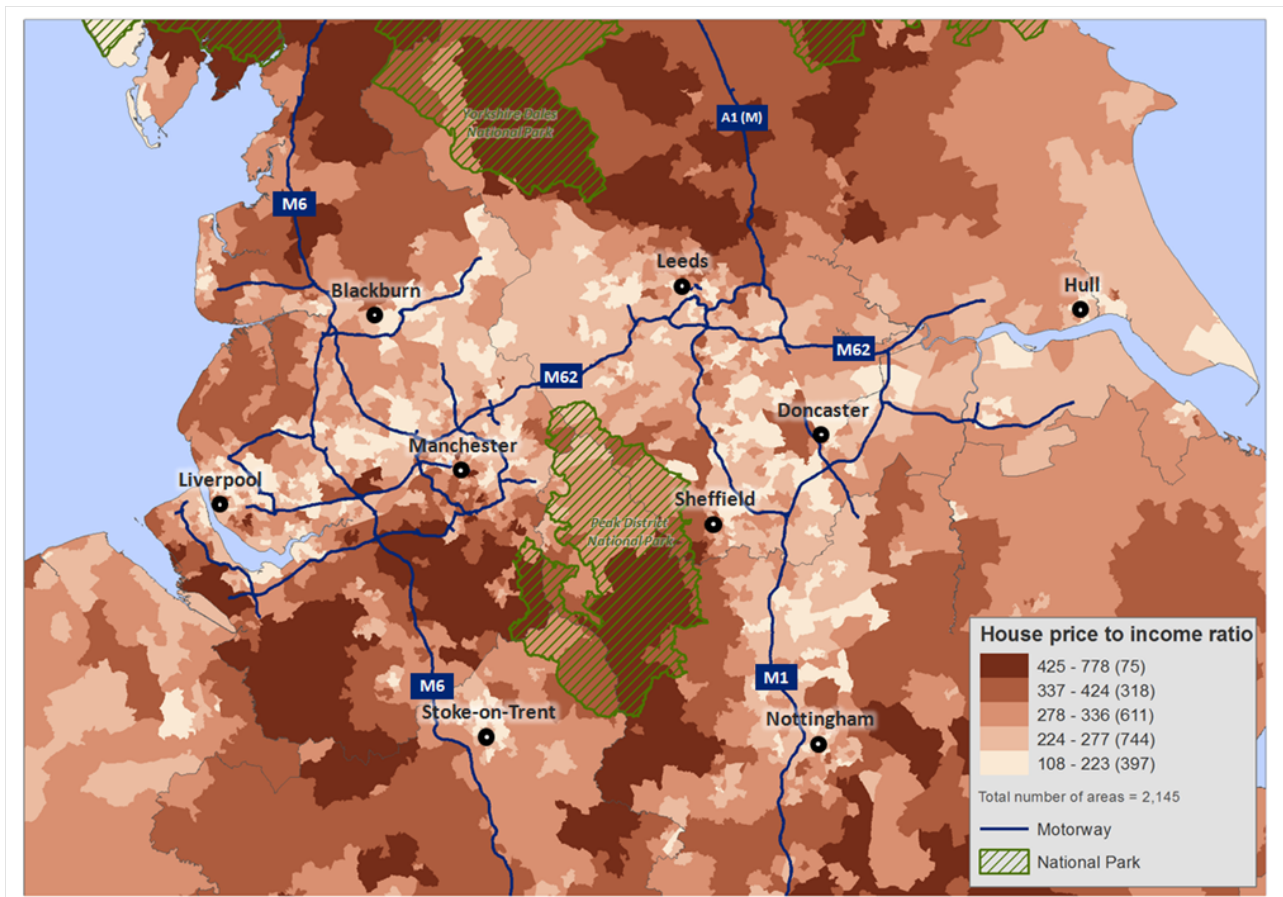 Yorkshire Dales
National Park
A1 (M)
M6
Leeds
Blackburn
Hull
M62
M62
Doncaster
Manchester
Liverpool
Sheffield
Peak District
National Park
House price to income ratio
425 - 778 (75)
337 - 424 (318)
278 - 336 (611)
224 - 277 (744)
108 - 223 (397)
Total number of areas = 2,145
Motorway
National Park
M1
M6
Stoke-on-Trent
Nottingham